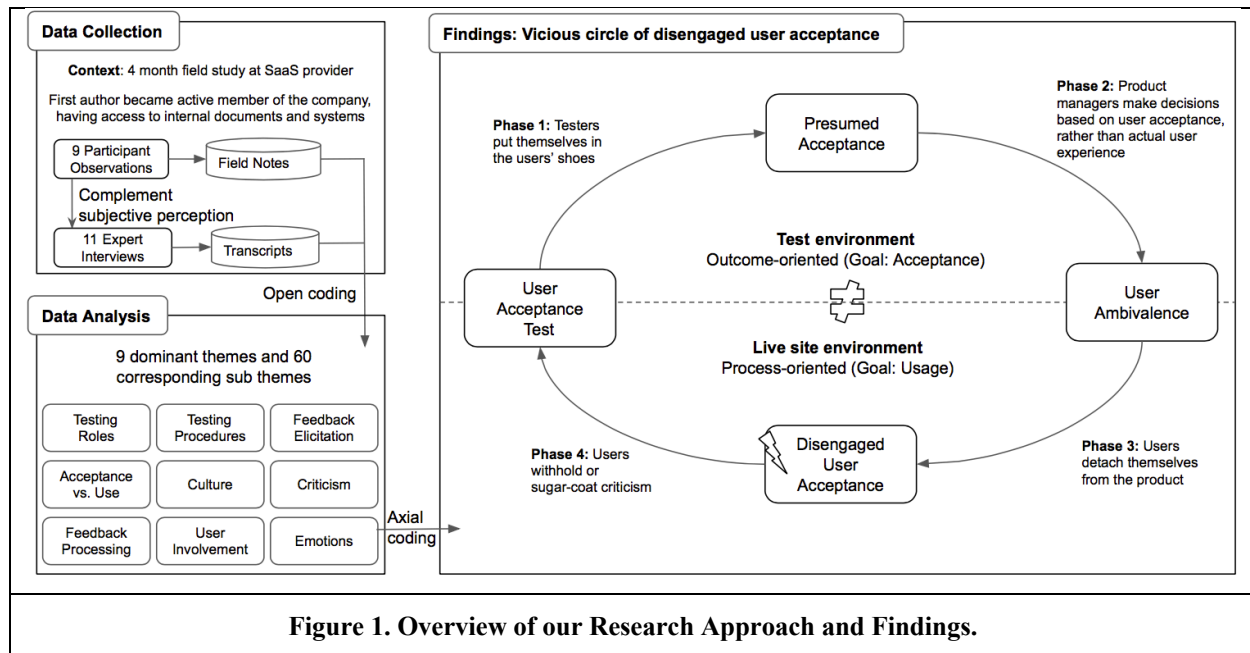 Data Collection
Context: 4 month field study at SaaS provider
First author became active member of the company,
having access to internal documents and systems
9 Participant
Observations
Field Notes
Complement
subjective perception
11 Expert
Interviews
Transcripts
Open coding
Data Analysis
9 dominant themes and 60
corresponding sub themes
Testing
Roles
Testing
Procedures
Feedback
Elicitation
Acceptance
vs. Use
Culture
Criticism
Feedback
Processing
User
Involvement
Emotions
Axial
coding
Findings: Vicious circle of disengaged user acceptance
Phase 1: Testers
put themselves in
the users' shoes
Presumed
Acceptance
Phase 2: Product
managers make decisions
based on user acceptance,
rather than actual user
experience
Test environment
Outcome-oriented (Goal: Acceptance)
User
Acceptance
Test
User
Ambivalence
Live site environment
Process-oriented (Goal: Usage)
Phase 4: Users
withhold or
sugar-coat criticism
Disengaged
User
Acceptance
Phase 3: Users
detach themselves
from the product
Figure 1. Overview of our Research Approach and Findings.